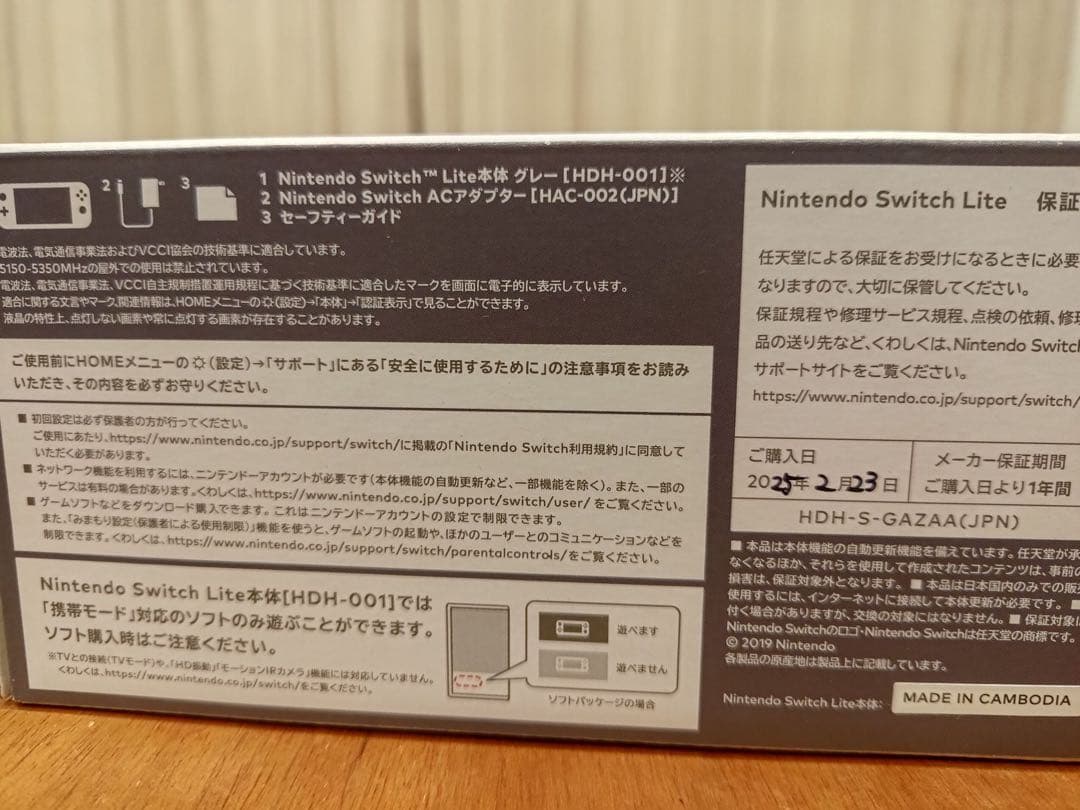 1 Nintendo Switch™ Lite本体 グレー[HDH-001]※
2 Nintendo Switch ACアダプター[HAC-002(JPN)]
3 セーフティーガイド
2
3
電波法、電気通信事業法およびVCCI協会の技術基準に適合しています。
5150-5350MHzの屋外での使用は禁止されています。
電波法、電気通信事業法、VCCI自主規制措置運用規程に基づく技術基準に適合したマークを画面に電子的に表示しています。
適合に関する文言やマーク、関連情報は、HOMEメニューの(設定)→「本体」→「認証表示」で見ることができます。
液晶の特性上、点灯しない画素や常に点灯する画素が存在することがあります。
ご使用前にHOMEメニューの(設定)→「サポート」にある「安全に使用するために」の注意事項をお読み
いただき、その内容を必ずお守りください。
■ 初回設定は必ず保護者の方が行ってください。
ご使用にあたり、https://www.nintendo.co.jp/support/switch/に掲載の「Nintendo Switch利用規約」に同意して
いただく必要があります。
■ ネットワーク機能を利用するには、ニンテンドーアカウントが必要です(本体機能の自動更新など、一部機能を除く)。また、一部の
サービスは有料の場合があります。くわしくは、https://www.nintendo.co.jp/support/switch/user/ をご覧ください。
■ ゲームソフトなどをダウンロード購入できます。これはニンテンドーアカウントの設定で制限できます。
また、「みまもり設定(保護者による使用制限)」機能を使うと、ゲームソフトの起動や、ほかのユーザーとのコミュニケーションなどを
制限できます。くわしくは、https://www.nintendo.co.jp/support/switch/parentalcontrols/をご覧ください。
Nintendo Switch Lite本体[HDH-001]では
「携帯モード」対応のソフトのみ遊ぶことができます。
ソフト購入時はご注意ください。
※TVとの接続(TVモード)や、「HD振動」「モーションIRカメラ」機能には対応していません。
くわしくは、https://www.nintendo.co.jp/switch/をご覧ください。
遊べます
遊べません
ソフトパッケージの場合
Nintendo Switch Lite 保証
任天堂による保証をお受けになるときに必要
なりますので、大切に保管してください。
保証規程や修理サービス規程、点検の依頼、修理
品の送り先など、くわしくは、Nintendo Switch
サポートサイトをご覧ください。
https://www.nintendo.co.jp/support/switch/
ご購入日
2025年2月23日
メーカー保証期間
ご購入日より1年間
HDH-S-GAZAA(JPN)
■ 本品は本体機能の自動更新機能を備えています。任天堂が承
なくなるほか、それらを使用して作成されたコンテンツは、事前の
損害は、保証対象外となります。■ 本品は日本国内のみでの販
使用するには、インターネットに接続して本体更新が必要です。■
付く場合がありますが、交換の対象にはなりません。■ 保証対象に
Nintendo Switchのロゴ・Nintendo Switchは任天堂の商標です。
© 2019 Nintendo
各製品の原産地は製品上に記載しています。
Nintendo Switch Lite本体: MADE IN CAMBODIA